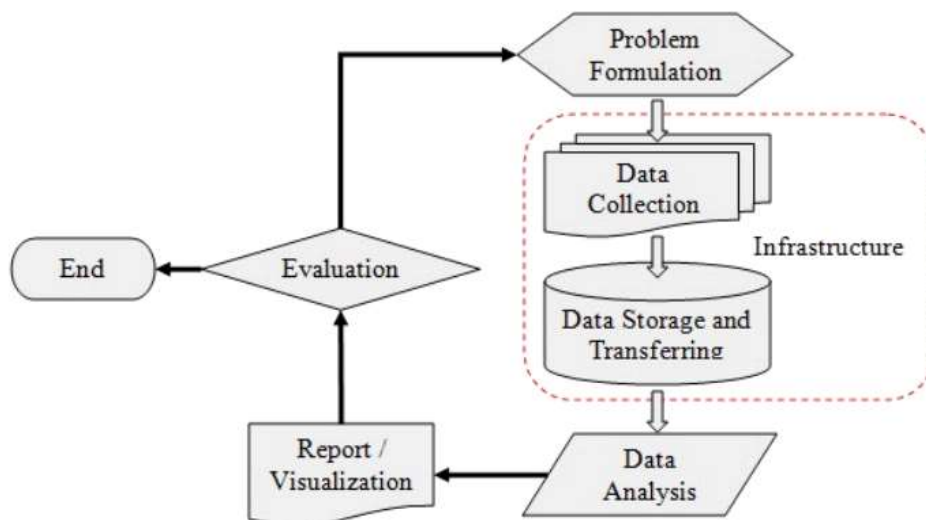 Problem
Formulation
Data
Collection
Infrastructure
Data Storage and
Transferring
Data
Analysis
Report /
Visualization
Evaluation
End